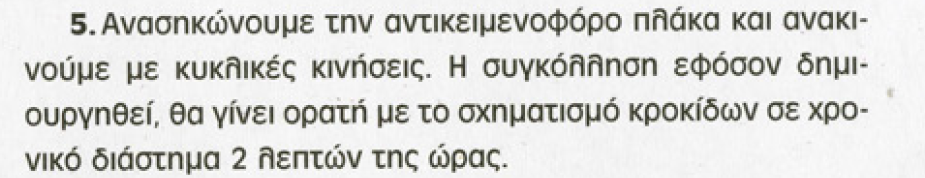 5. Ανασηκώνουμε την αντικειμενοφόρο πλάκα και ανακι-
νούμε με κυκλικές κινήσεις. Η συγκόλληση εφόσον δημι-
ουργηθεί, θα γίνει ορατή με το σχηματισμό κροκίδων σε χρο-
νικό διάστημα 2 λεπτών της ώρας.